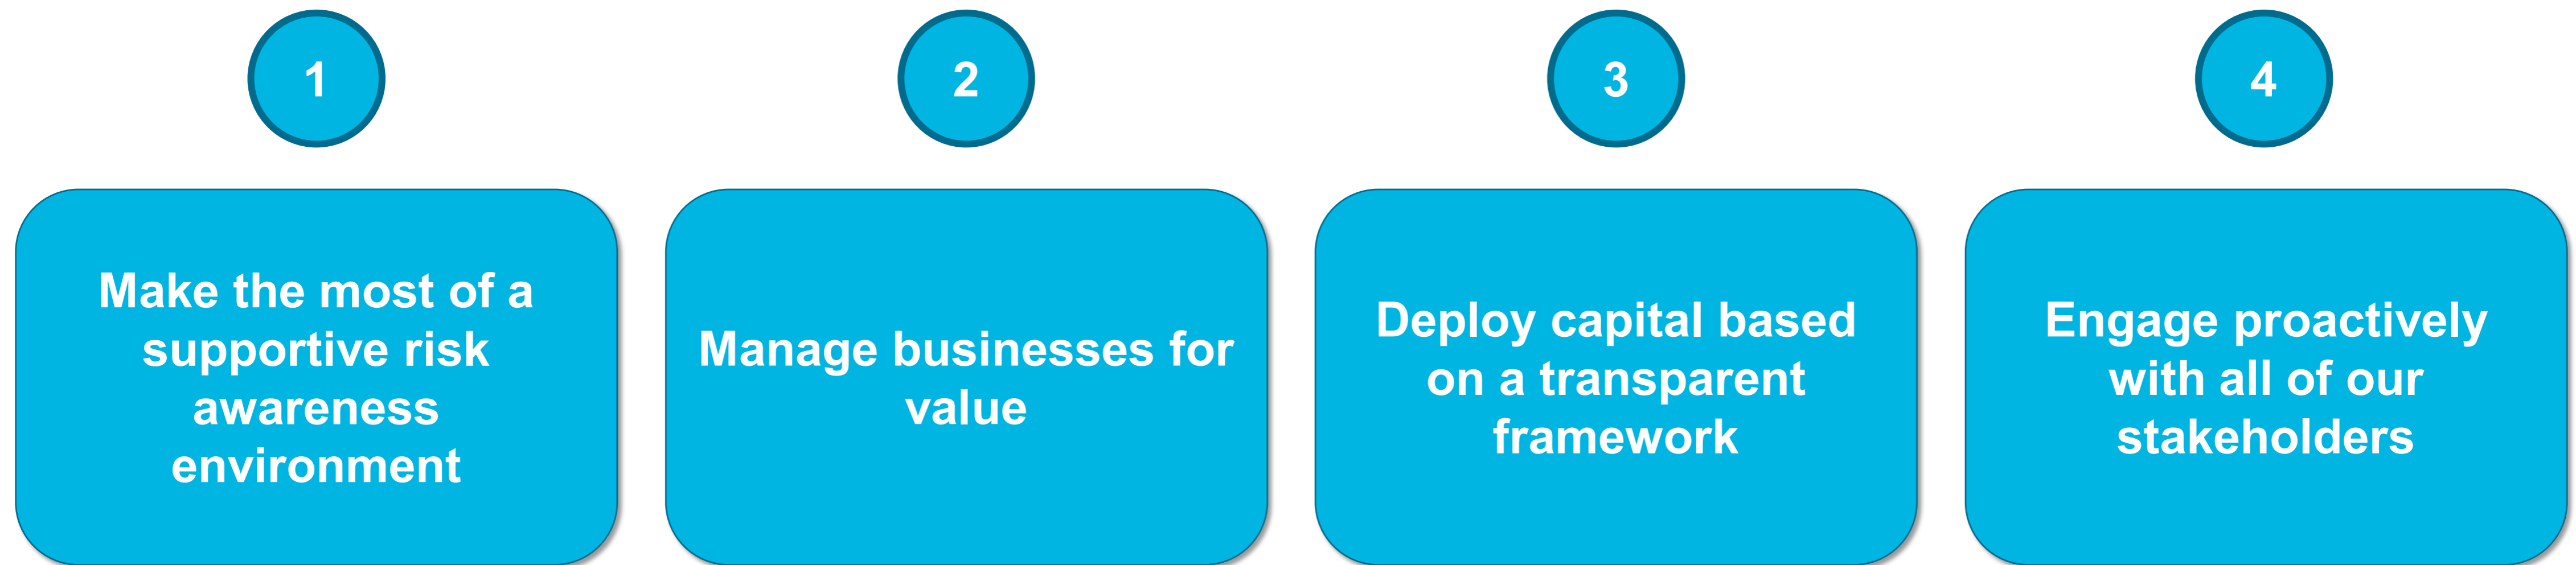 1
Make the most of a
supportive risk
awareness
environment
2
Manage businesses for
value
3
Deploy capital based
on a transparent
framework
4
Engage proactively
with all of our
stakeholders